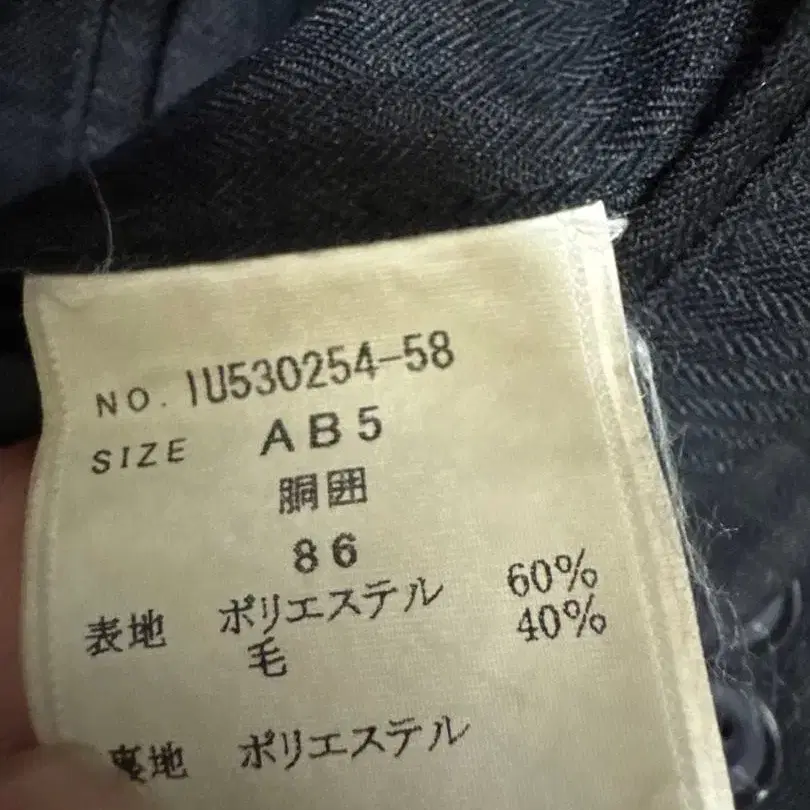 NO. IU530254-58
SIZE AB5
胴囲
86
表地 ポリエステル 60%
毛 40%
裏地 ポリエステル